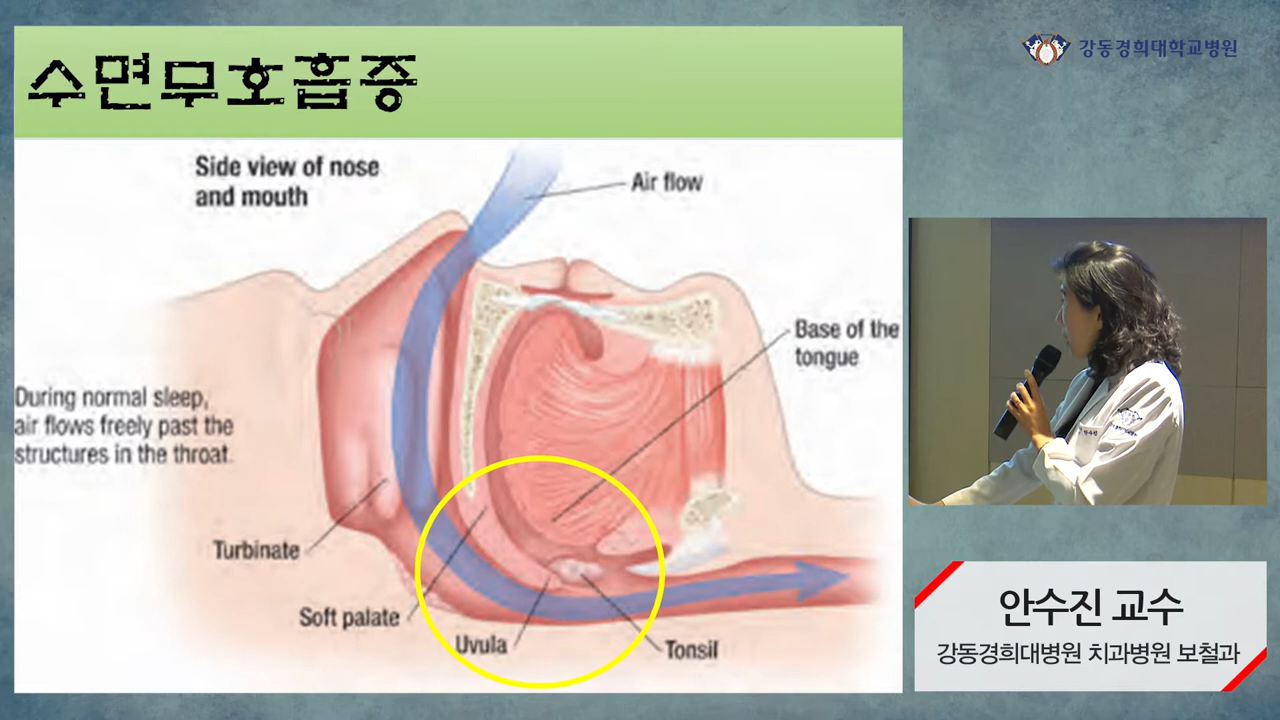 수면무호흡증
강동경희대학교병원
Side view of nose
and mouth
Air flow
Base of the
tongue
During normal sleep,
air flows freely past the
structures in the throat.
Turbinate
Soft palate
Uvula
Tonsil
안수진 교수
강동경희대병원 치과병원 보철과